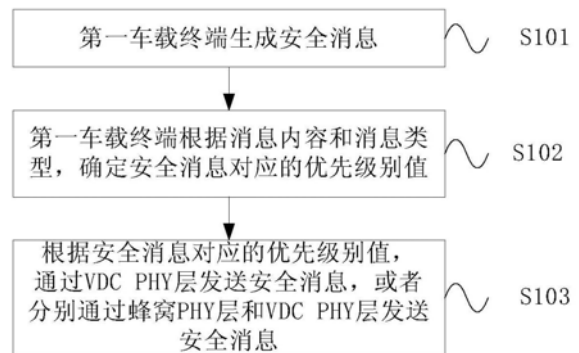 第一车载终端生成安全消息
S101
第一车载终端根据消息内容和消息类
型，确定安全消息对应的优先级别值
S102
根据安全消息对应的优先级别值，
通过VDC PHY层发送安全消息，或者
分别通过蜂窝PHY层和VDC PHY层发送
安全消息
S103